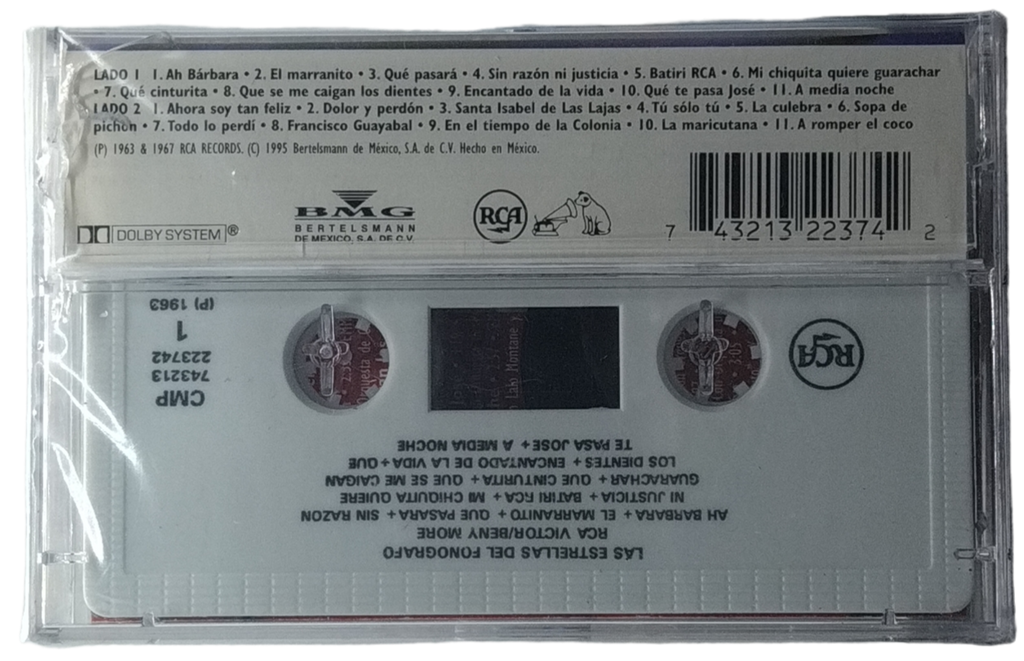 LADO 1 1. Ah Bárbara • 2. El marranito • 3. Qué pasará • 4. Sin razón ni justicia • 5. Batiri RCA • 6. Mi chiquita quiere guarachar
• 7. Qué cinturita • 8. Que se me caigan los dientes • 9. Encantado de la vida • 10. Qué te pasa José • 11. A media noche
LADO 2 1. Ahora soy tan feliz • 2. Dolor y perdón • 3. Santa Isabel de Las Lajas • 4. Tú sólo tú • 5. La culebra • 6. Sopa de
pichón • 7. Todo lo perdí • 8. Francisco Guayabal • 9. En el tiempo de la Colonia • 10. La maricutana • 11. A romper el coco
(P) 1963 & 1967 RCA RECORDS. (C) 1995 Bertelsmann de México, S.A. de C.V. Hecho en México.
DOLBY SYSTEM®
BMG
BERTELSMANN
DE MEXICO, S.A. DE C.V.
RCA
7 43213 22374 2
LAS ESTRELLAS DEL FONOGRAFO
RCA VICTOR/BENY MORE
AH BARBARA + EL MARRANITO + QUE PASARA + SIN RAZON
NI JUSTICIA + BATIRI RCA + MI CHIQUITA QUIERE
GUARACHAR + QUE CINTURITA + QUE SE ME CAIGAN
LOS DIENTES + ENCANTADO DE LA VIDA + QUE
TE PASA JOSE + A MEDIA NOCHE
RCA
CMP
743213
223742
1
(P) 1963
Laby Montane y